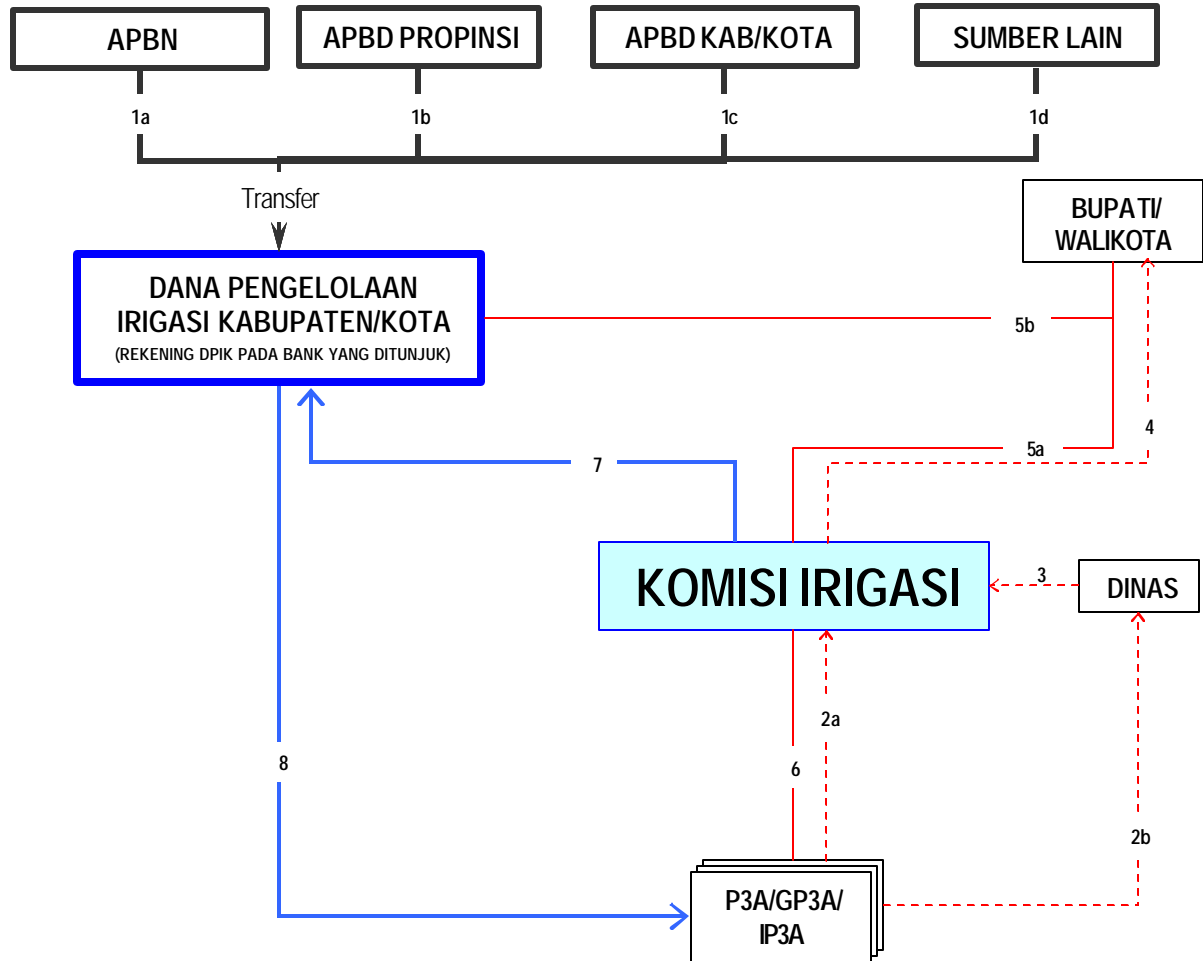 APBN
APBD PROPINSI
APBD KAB/KOTA
SUMBER LAIN
1a
1b
1c
1d
Transfer
BUPATI/
WALIKOTA
DANA PENGELOLAAN
IRIGASI KABUPATEN/KOTA
(REKENING DPIK PADA BANK YANG DITUNJUK)
5b
4
5a
7
KOMISI IRIGASI
3
DINAS
2a
8
6
2b
P3A/GP3A/
IP3A